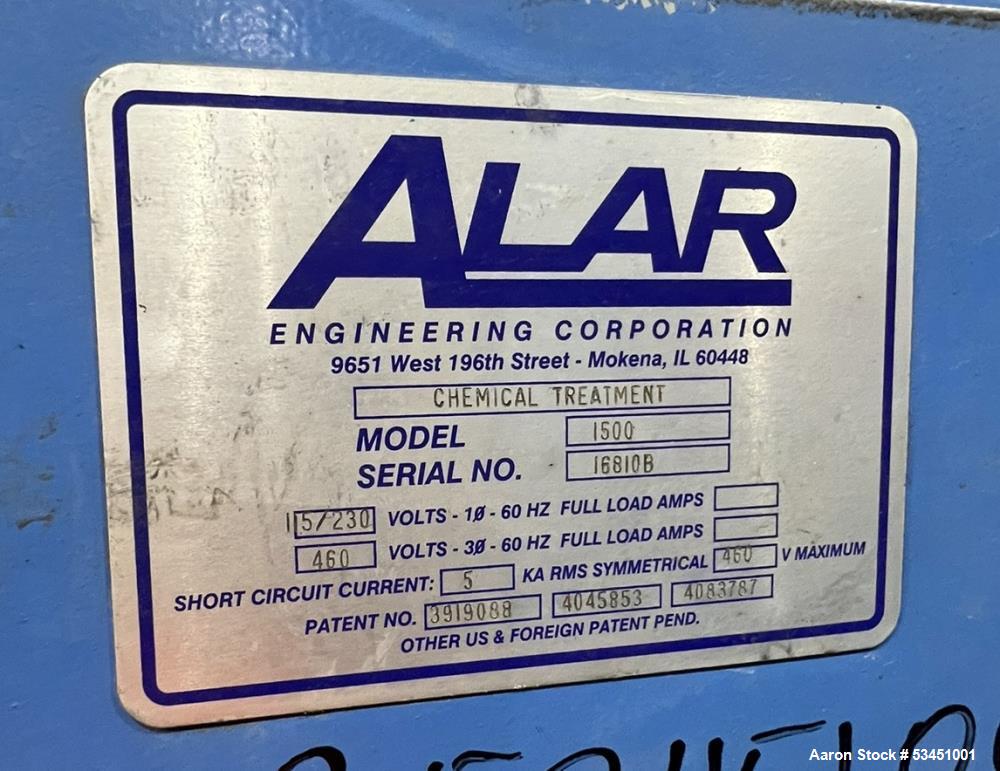 ALAR
ENGINEERING CORPORATION
9651 West 196th Street - Mokena, IL 60448
CHEMICAL TREATMENT
MODEL 1500
SERIAL NO. 16810B
115/230 VOLTS - 1Ø - 60 HZ FULL LOAD AMPS
460 VOLTS - 3Ø - 60 HZ FULL LOAD AMPS
SHORT CIRCUIT CURRENT: 5 KA RMS SYMMETRICAL 460 V MAXIMUM
PATENT NO. 3919088 4045853 4083787
OTHER US & FOREIGN PATENT PEND.
Aaron Stock # 53451001